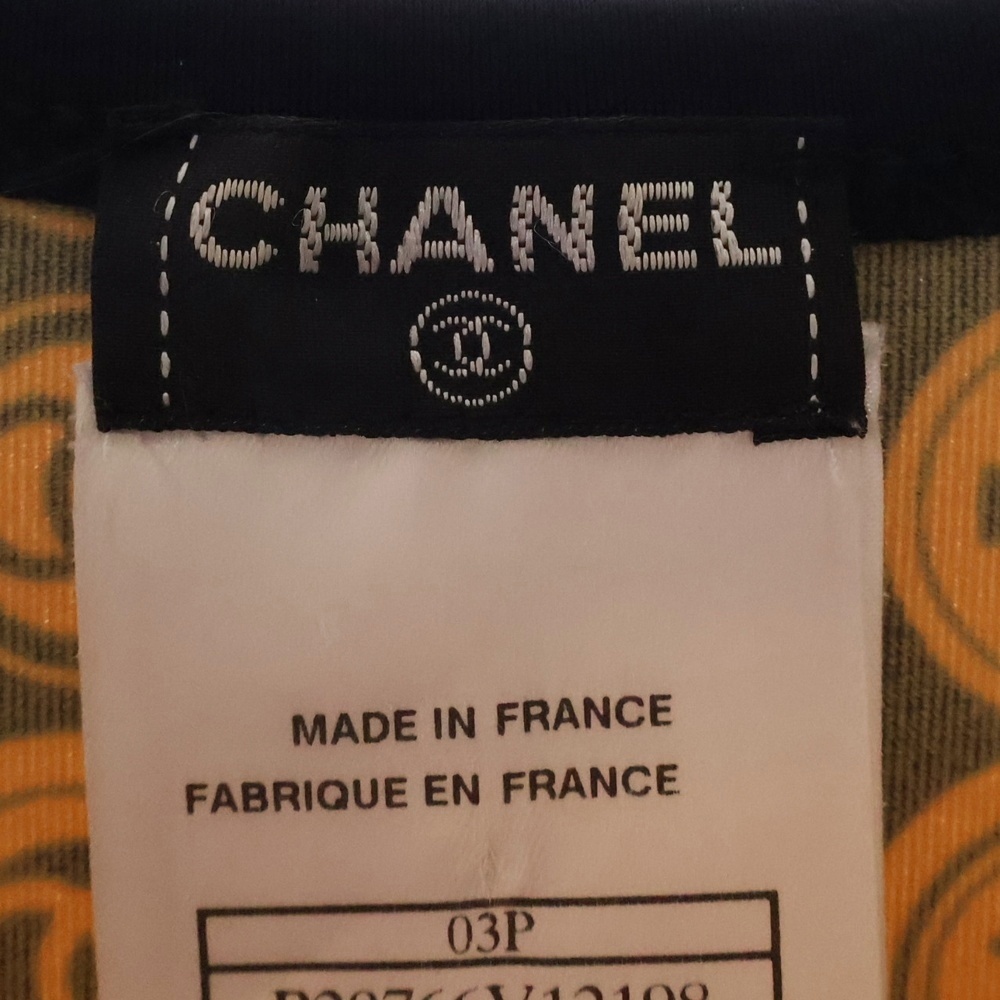 CHANEL
MADE IN FRANCE
FABRIQUE EN FRANCE
03P